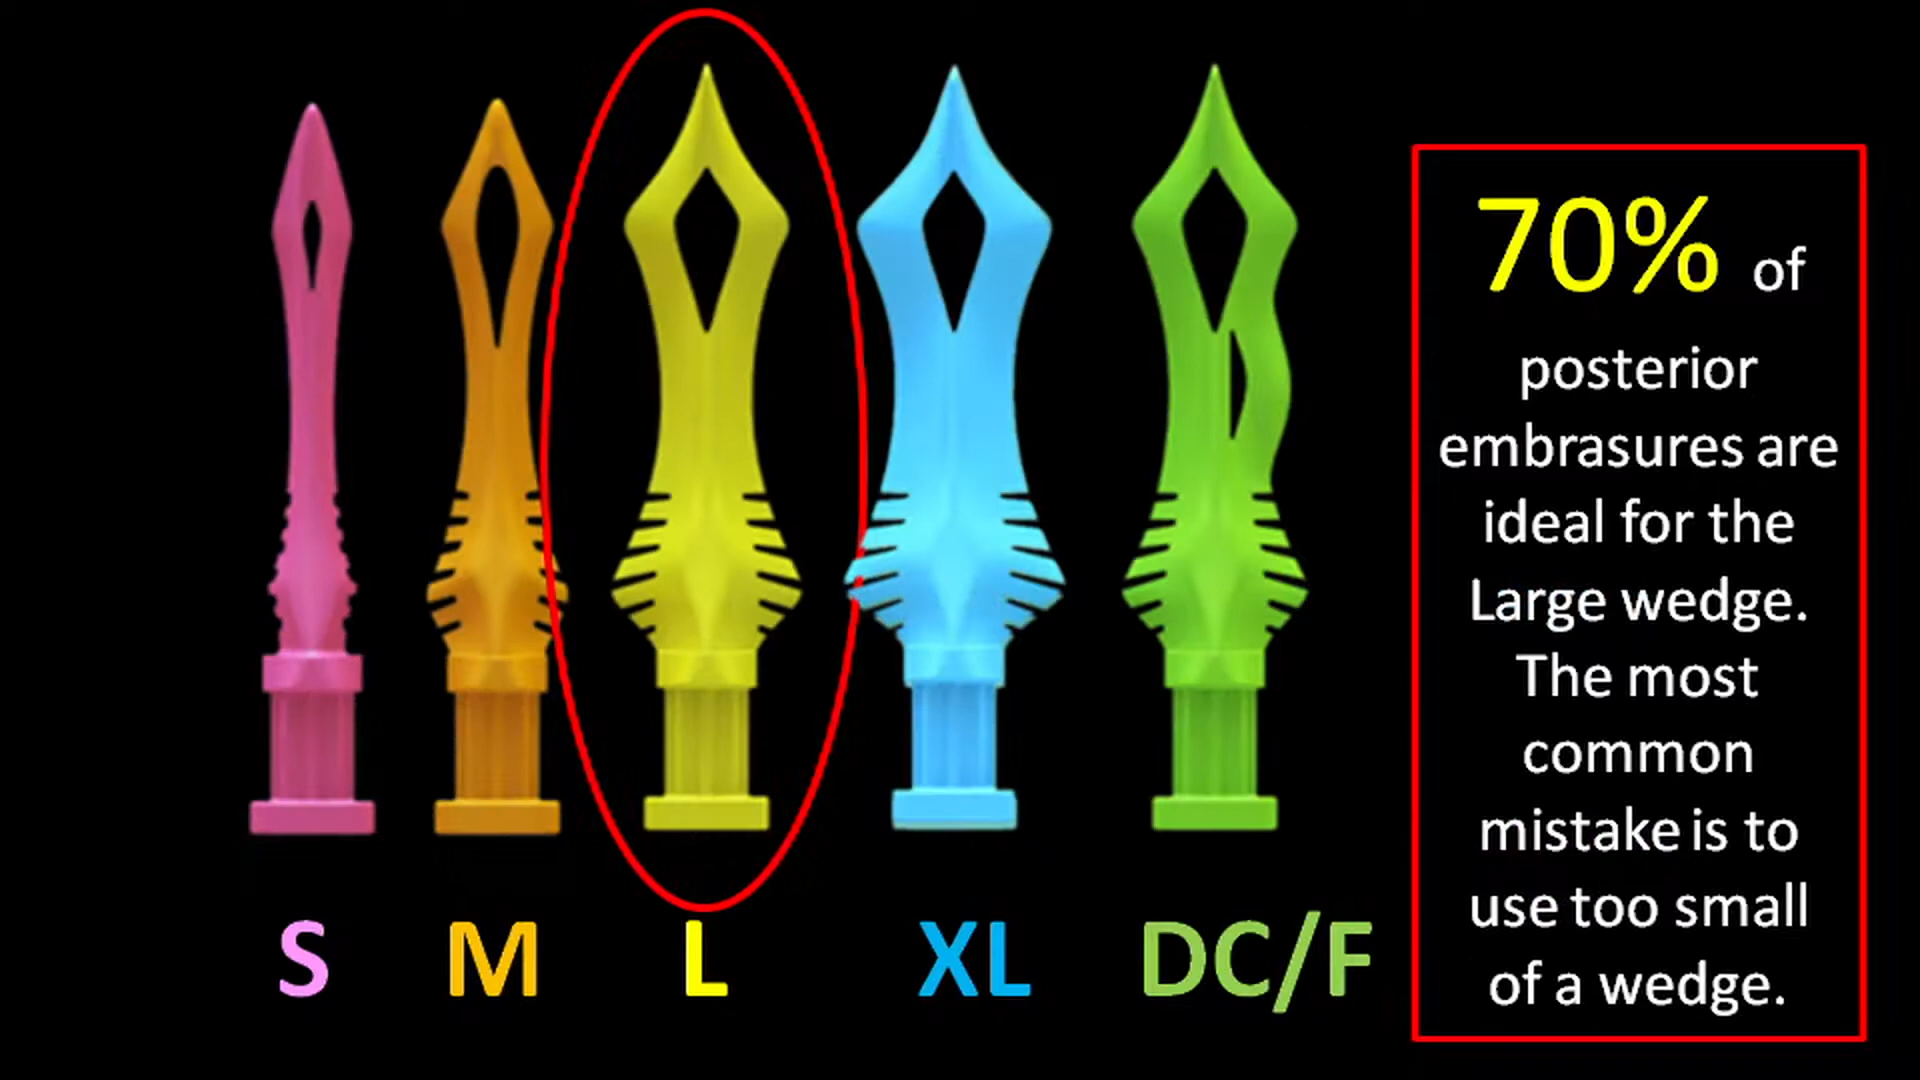 70% of
posterior
embrasures are
ideal for the
Large wedge.
The most
common
mistake is to
use too small
of a wedge.
S M L XL DC/F